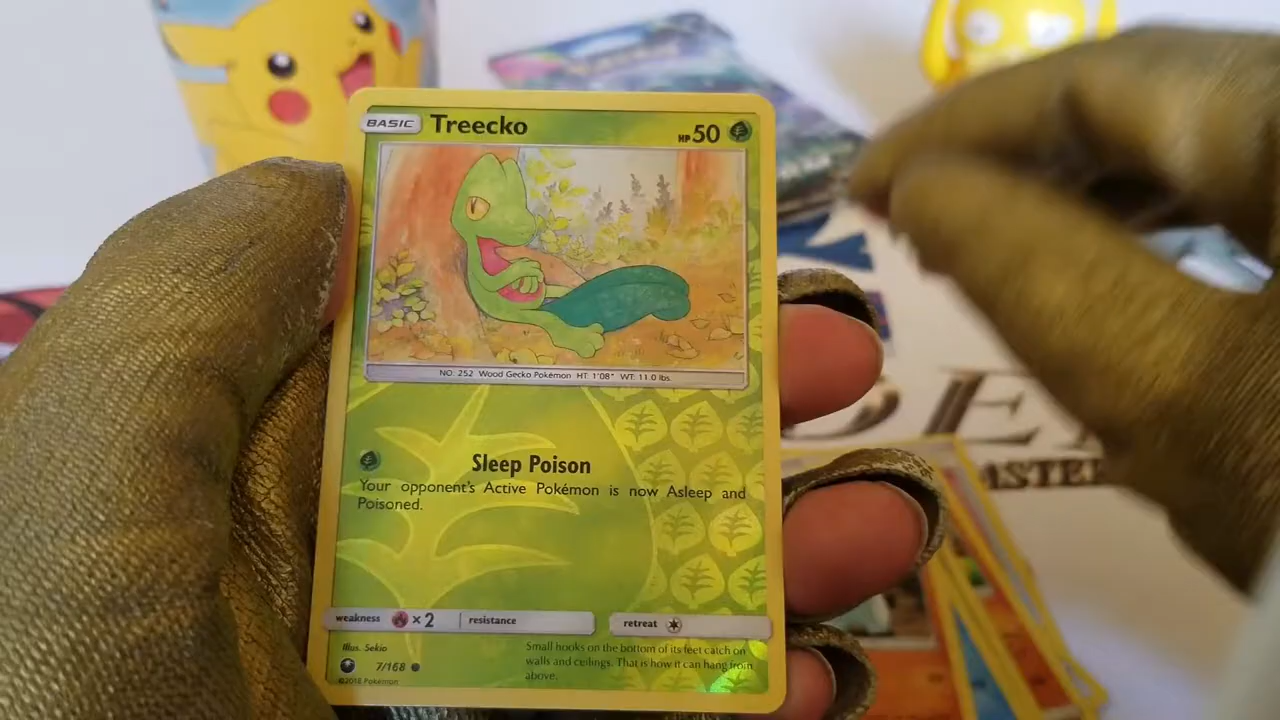 BASIC Treecko HP 50
NO. 252 Wood Gecko Pokémon HT: 1'08" WT: 11.0 lbs.
Sleep Poison
Your opponent's Active Pokémon is now Asleep and
Poisoned.
weakness ×2 resistance retreat
Illus. Sekio
7/168
©2018 Pokémon
Small hooks on the bottom of its feet catch on
walls and ceilings. That is how it can hang from
above.